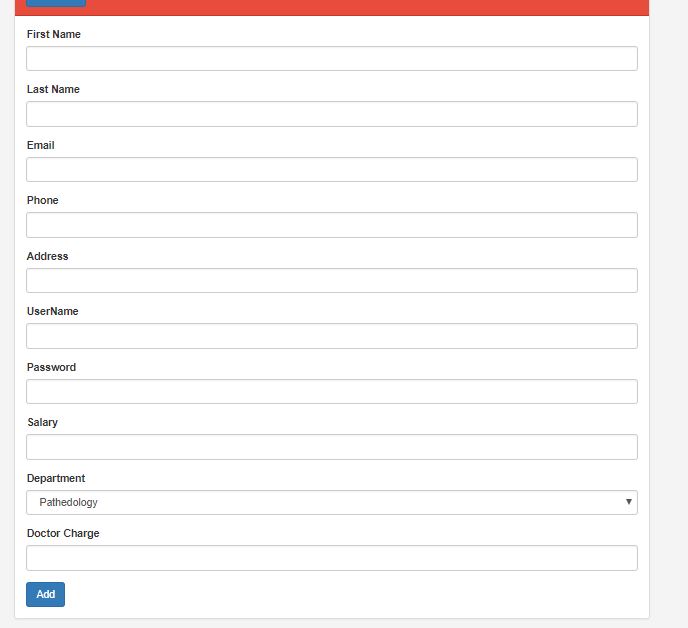 First Name
Last Name
Email
Phone
Address
UserName
Password
Salary
Department
Pathedology
Doctor Charge
Add